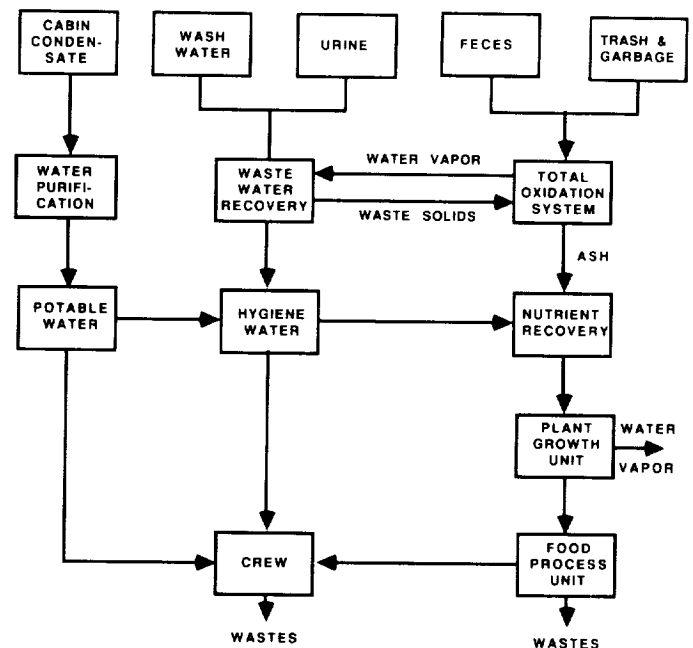 CABIN
CONDEN-
SATE
WASH
WATER
URINE
FECES
TRASH &
GARBAGE
WATER
PURIFI-
CATION
WASTE
WATER
RECOVERY
WATER VAPOR
WASTE SOLIDS
TOTAL
OXIDATION
SYSTEM
ASH
POTABLE
WATER
HYGIENE
WATER
NUTRIENT
RECOVERY
PLANT
GROWTH
UNIT
WATER
VAPOR
CREW
FOOD
PROCESS
UNIT
WASTES
WASTES